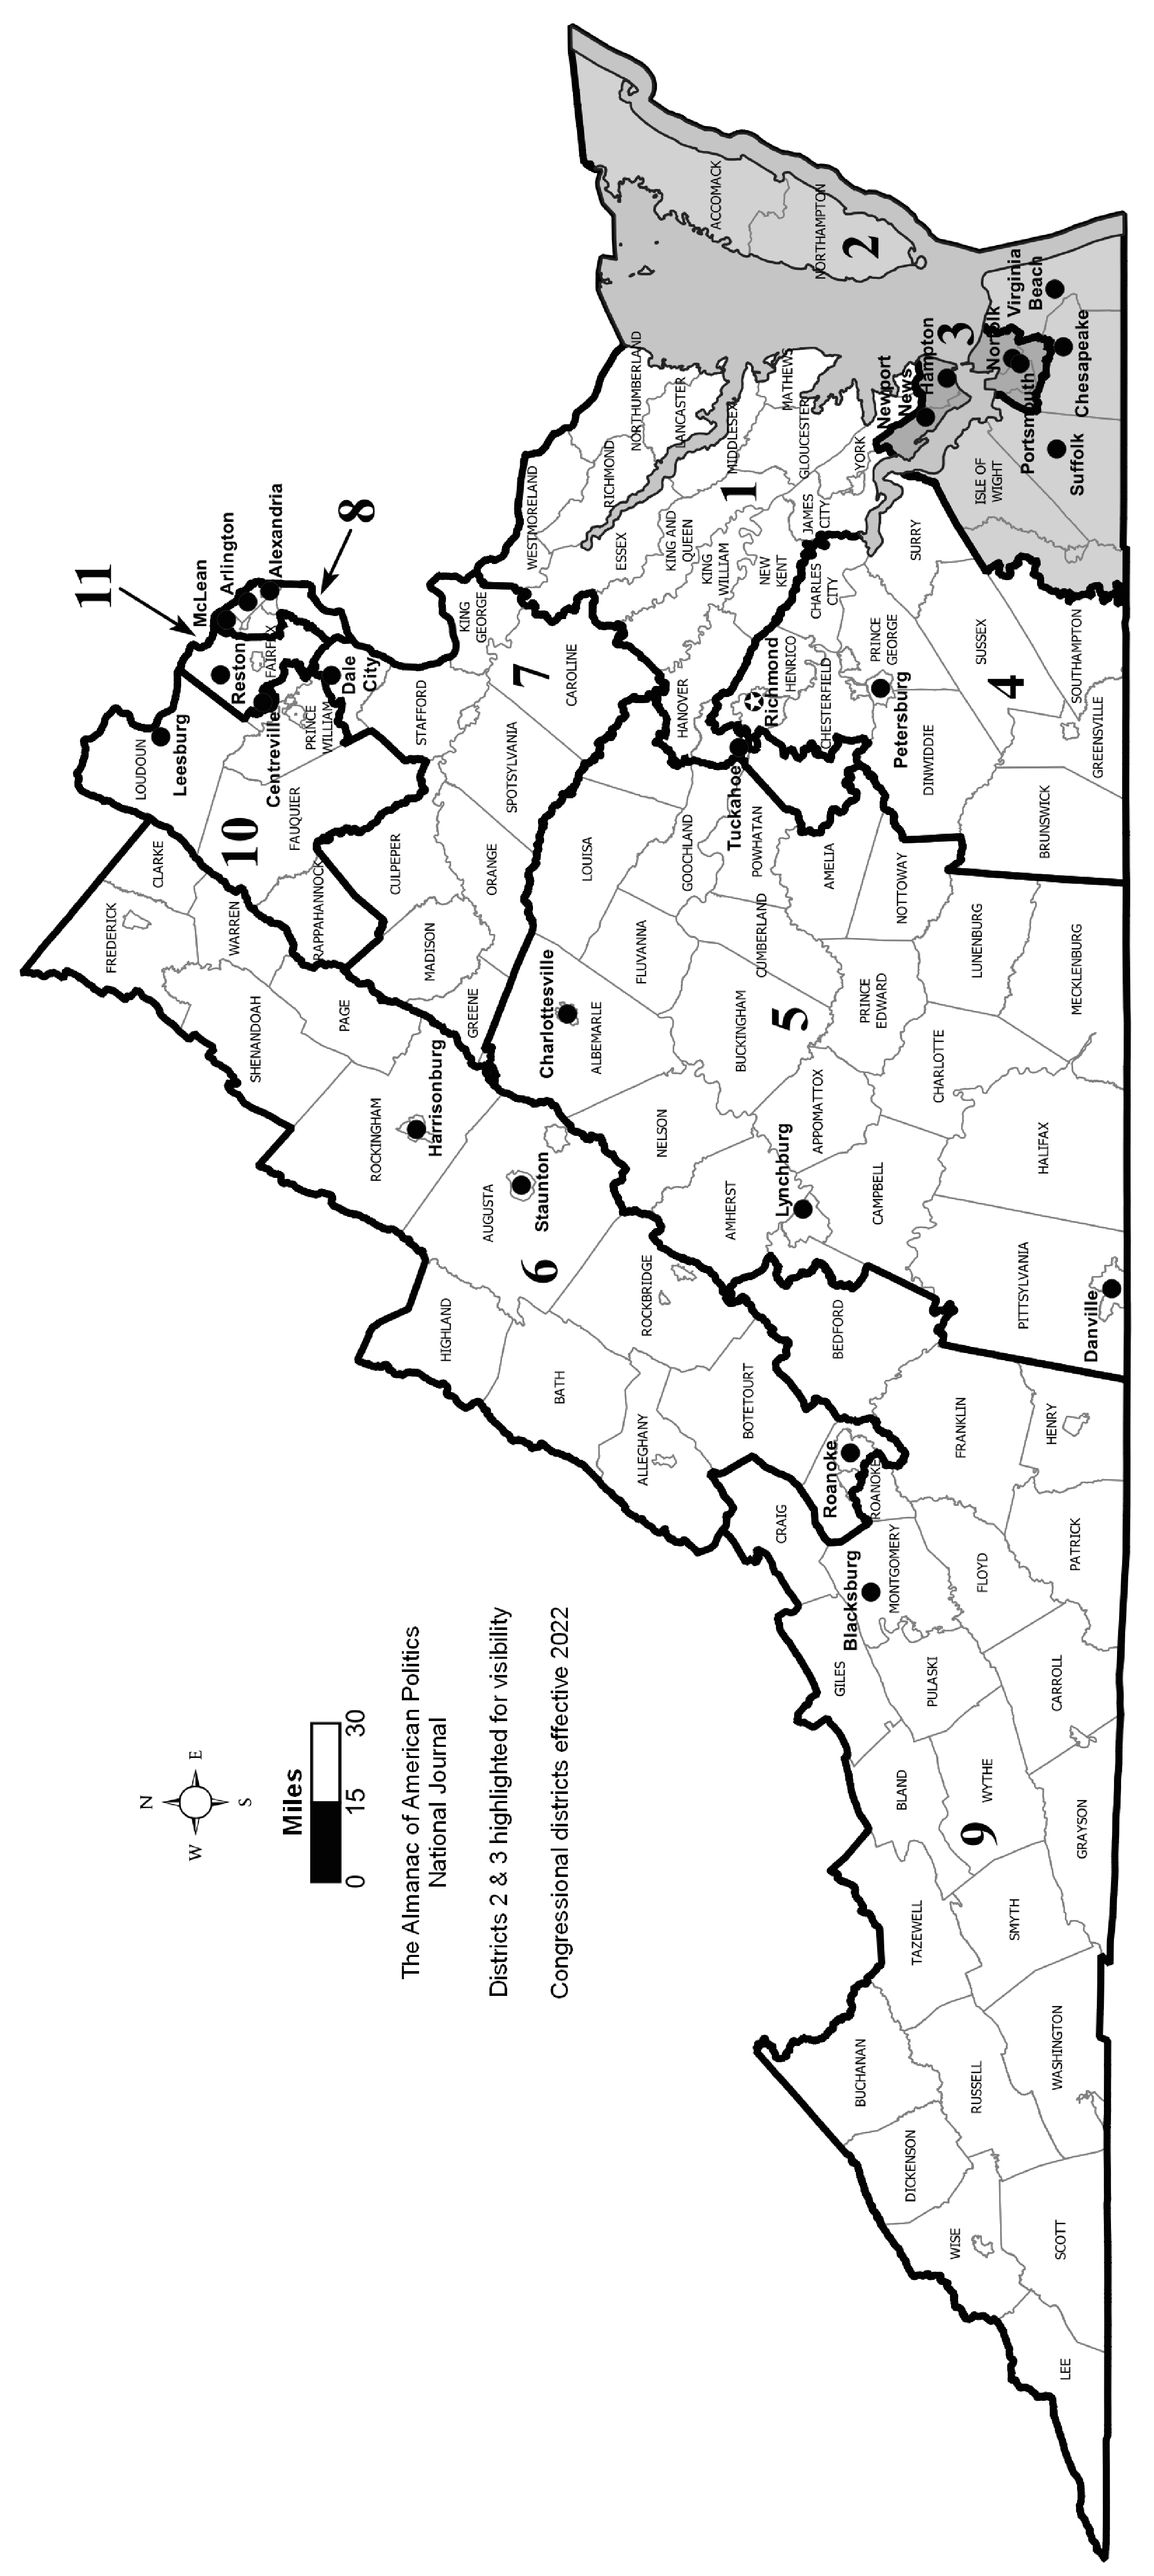 N
W
E
S
Miles
0
15
30
The Almanac of American Politics
National Journal
Districts 2 & 3 highlighted for visibility
Congressional districts effective 2022
11
McLean
Arlington
Alexandria
8
Reston
FAIRFAX
LOUDOUN
Leesburg
Centreville
PRINCE
WILLIAM
Dale
City
10
FAUQUIER
CLARKE
FREDERICK
WARREN
RAPPAHANNOCK
SHENANDOAH
PAGE
ROCKINGHAM
Harrisonburg
AUGUSTA
Staunton
6
HIGHLAND
BATH
ROCKBRIDGE
ALLEGHANY
BOTETOURT
Roanoke
ROANOKE
CULPEPER
MADISON
GREENE
ORANGE
SPOTSYLVANIA
STAFFORD
KING
GEORGE
7
CAROLINE
WESTMORELAND
RICHMOND
NORTHUMBERLAND
LANCASTER
ESSEX
KING AND
QUEEN
KING
WILLIAM
MIDDLESEX
1
MATHEWS
GLOUCESTER
NEW
KENT
JAMES
CITY
YORK
HANOVER
ACCOMACK
NORTHAMPTON
2
Newport
News
Hampton
3
Norfolk
Virginia
Beach
Portsmouth
Chesapeake
Suffolk
ISLE OF
WIGHT
SURRY
CHARLES
CITY
HENRICO
Richmond
CHESTERFIELD
PRINCE
GEORGE
Petersburg
DINWIDDIE
SUSSEX
4
SOUTHAMPTON
GREENSVILLE
BRUNSWICK
Tuckahoe
POWHATAN
GOOCHLAND
LOUISA
AMELIA
NOTTOWAY
CUMBERLAND
FLUVANNA
Charlottesville
ALBEMARLE
BUCKINGHAM
5
PRINCE
EDWARD
LUNENBURG
MECKLENBURG
CHARLOTTE
APPOMATTOX
NELSON
Lynchburg
AMHERST
CAMPBELL
HALIFAX
PITTSYLVANIA
Danville
BEDFORD
FRANKLIN
HENRY
CRAIG
Blacksburg
MONTGOMERY
FLOYD
PATRICK
GILES
PULASKI
CARROLL
BLAND
WYTHE
9
GRAYSON
TAZEWELL
SMYTH
BUCHANAN
RUSSELL
WASHINGTON
DICKENSON
WISE
SCOTT
LEE